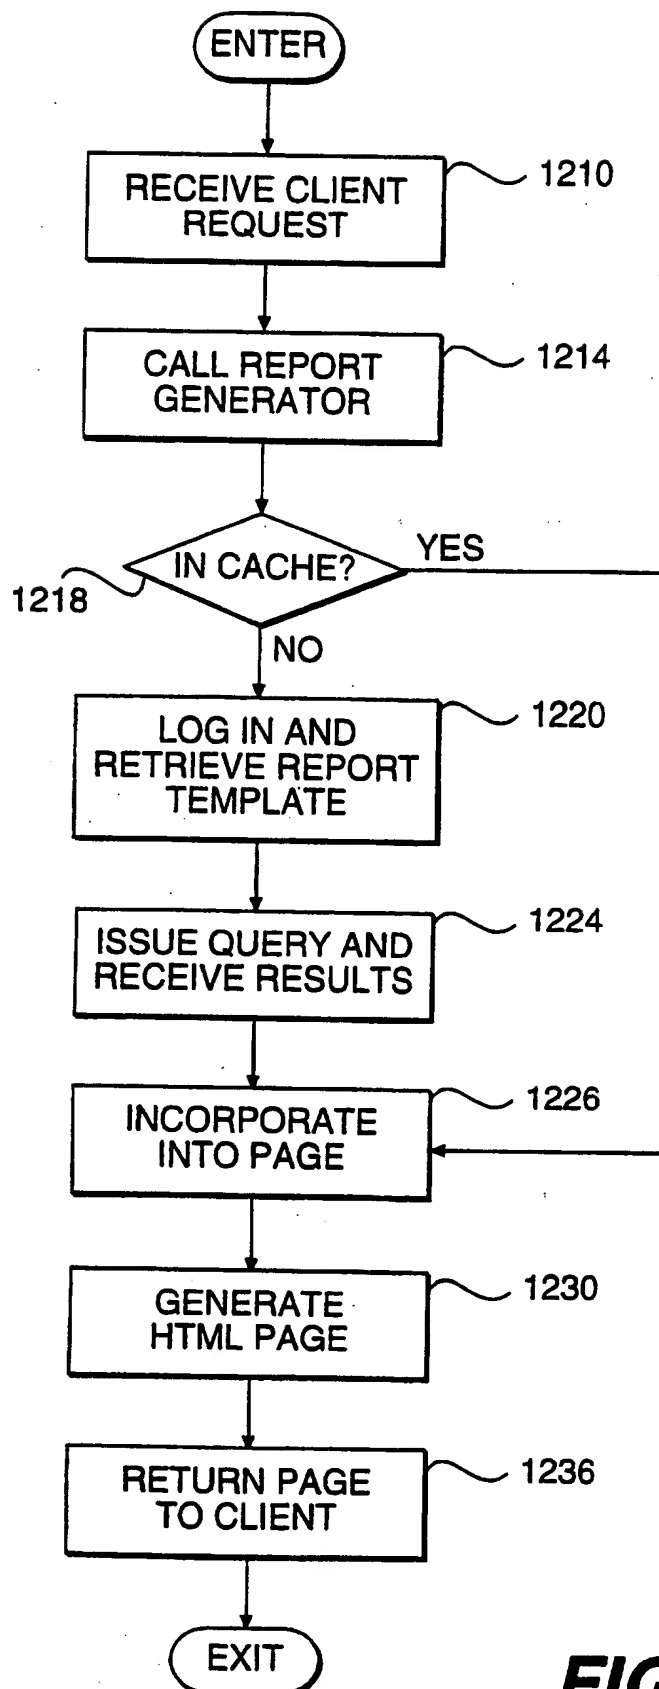 ENTER
RECEIVE CLIENT
REQUEST
1210
CALL REPORT
GENERATOR
1214
IN CACHE?
YES
1218
NO
LOG IN AND
RETRIEVE REPORT
TEMPLATE
1220
ISSUE QUERY AND
RECEIVE RESULTS
1224
INCORPORATE
INTO PAGE
1226
GENERATE
HTML PAGE
1230
RETURN PAGE
TO CLIENT
1236
EXIT
FIG